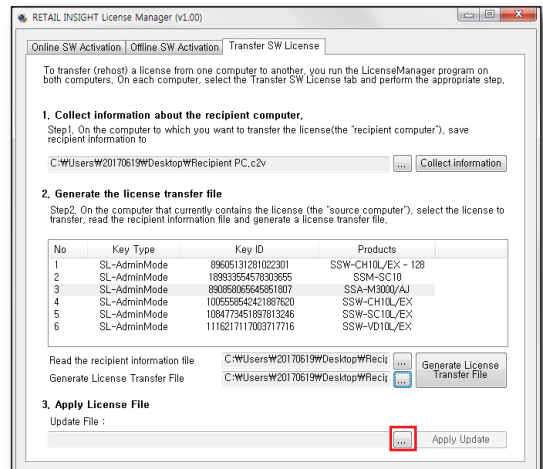 RETAIL INSIGHT License Manager (v1.00)
Online SW Activation Offline SW Activation Transfer SW License
To transfer (rehost) a license from one computer to another, you run the LicenseManager program on
both computers, On each computer, select the Transfer SW License tab and perform the appropriate step,
1, Collect information about the recipient computer,
Step1, On the computer to which you want to transfer the license(the "recipient computer"), save
recipient information to
C:₩Users₩20170619₩Desktop₩Recipient PC,c2v ... Collect information
2, Generate the license transfer file
Step2, On the computer that currently contains the license (the "source computer"), select the license to
transfer, read the recipient information file and generate a license transfer file,
No Key Type Key ID Products
1 SL-AdminMode 89605131281022301 SSW-CH10L/EX - 128
2 SL-AdminMode 189933554578303655 SSM-SC10
3 SL-AdminMode 890858065645851807 SSA-M3000/AJ
4 SL-AdminMode 1005558542421887620 SSW-CH10L/EX
5 SL-AdminMode 1084773451897813246 SSW-SC10L/EX
6 SL-AdminMode 1116217117003717716 SSW-VD10L/EX
Read the recipient information file C:₩Users₩20170619₩Desktop₩Recip ... Generate License
Generate License Transfer File C:₩Users₩20170619₩Desktop₩Recip ... Transfer File
3, Apply License File
Update File :
... Apply Update